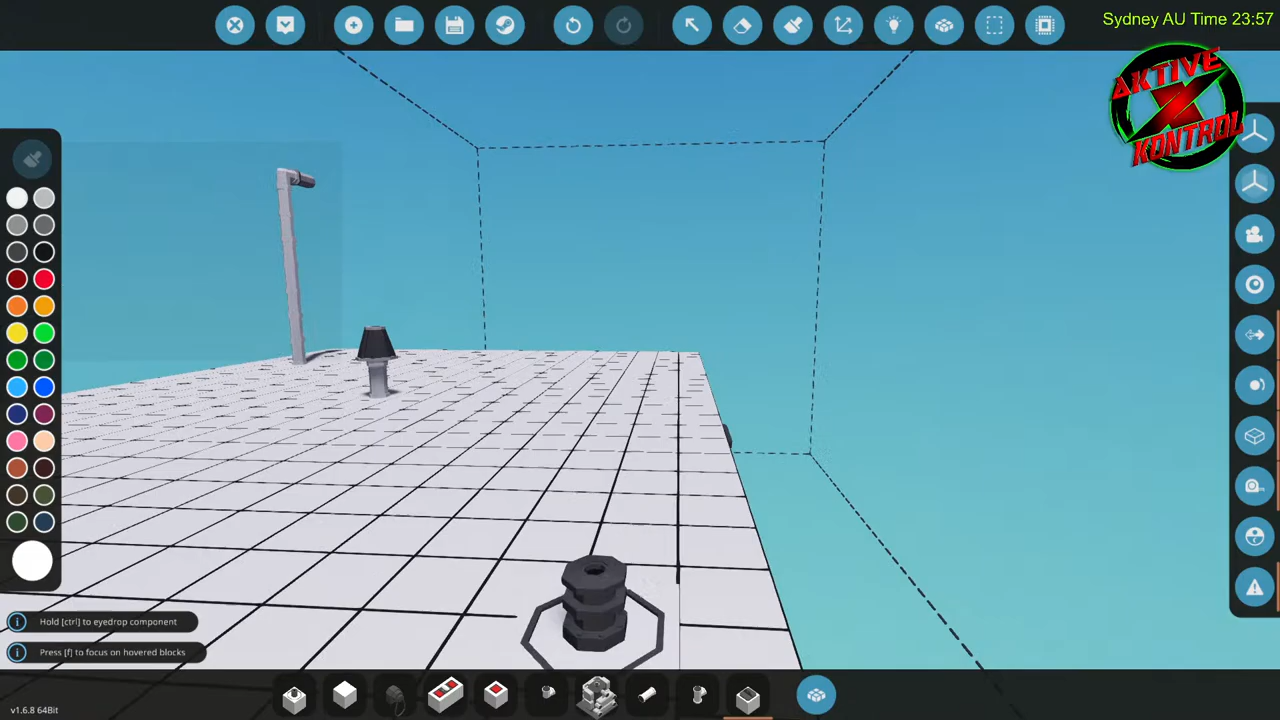 Sydney AU Time 23:57
AKTIVE
X
KONTROL
Hold [ctrl] to eyedrop component
Press [f] to focus on hovered blocks
v1.6.8 64Bit